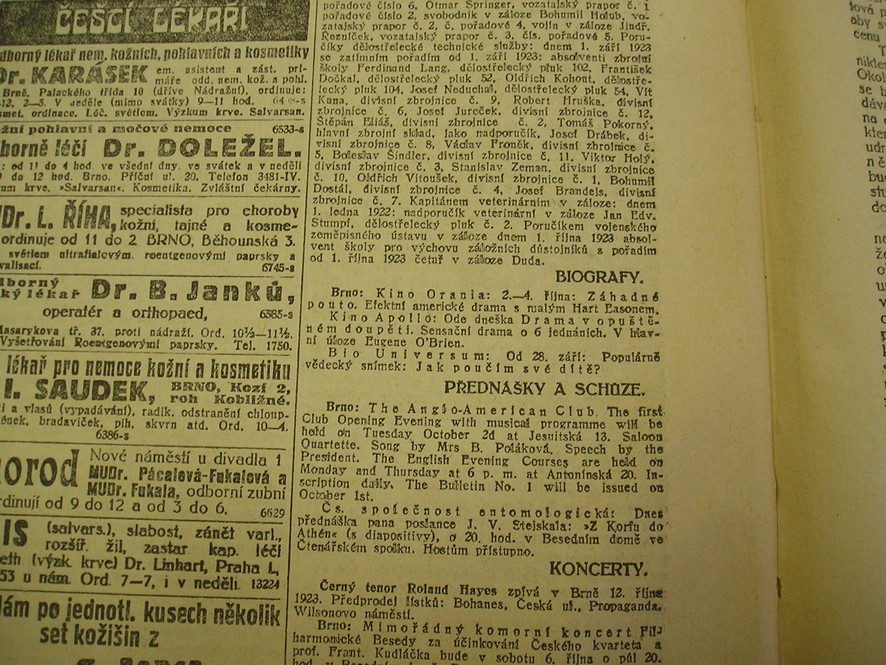 ČEŠTÍ LÉKAŘI
odborný lékař nem. kožních, pohlavních a kosmetiky
Dr. KARÁSEK em. asistent a zást. pri-
máře odd. nem. kož. a pohl.
Brně, Palackého třída 10 (dříve Nádražní), ordinuje:
-12, 2-5. V neděle (mimo svátky) 9-11 hod.
ordinace. Léč. světlem. Výzkum krve. Salvarsan.
žní pohlavní a močové nemoce 6533-s
borně léčí Dr. DOLEŽEL.
: od 11 do 4 hod ve všední dny, ve svátek a v neděli
do 12 hod. Brno. Příční ul. 20. Telefon 3481-IV.
krve. »Salvarsan«. Kosmetika. Zvláštní čekárny.
Dr. L. ŘÍHA, specialista pro choroby
kožní, tajné a kosme-
ordinuje od 11 do 2 BRNO, Běhounská 3.
světlem ultrafialovým, roentgenovými paprsky a
6745-s
dborný
ký lékař Dr. B. Janků,
operatér a orthopaed, 6385-s
Masarykova tř. 37. proti nádraží. Ord. 10½-11½.
Vyšetřování Roentgenovými paprsky. Tel. 1750.
lékař pro nemoce kožní a kosmetiku
I. SAUDEK, BRNO, Kozí 2,
roh Kobližné.
i a vlasů (vypadávání), radik. odstranění chloup-
ének, bradaviček, pih, skvrn atd. Ord. 10-4.
6386-s
orod Nové náměstí u divadla 1
MUDr. Pácalová-Fukalová a
MUDr. Fukala, odborní zubní
rdinují od 9 do 12 a od 3 do 6. 6629
IS (salvars.), slabost, zánět varl.,
rozšíř. žil, zastar. kap. léčí
eth (výzk. krve) Dr. Linhart, Praha I.,
53 u nám. Ord. 7-7, i v neděli. 13224
ám po jednotl. kusech několik
set kožišin z
pořadové číslo 6, Otmar Springer, vozatajský prapor č. 1
pořadové číslo 2, svobodník v záloze Bohumil Holub, vo-
zatajský prapor č. 2, č. pořadové 4, vojín v záloze Jindř.
Řezníček, vozatajský prapor č. 3, čís. pořadové 5. Poru-
číky dělostřelecké technické služby: dnem 1. září 1923
se zatímním pořadím od 1. září 1923: absolventi zbrojní
školy Ferdinand Lang, dělostřelecký pluk 102, František
Dočkal, dělostřelecký pluk 52, Oldřich Kohout, dělostře-
lecký pluk 104, Josef Neduchal, dělostřelecký pluk 54, Vít
Kuna, divisní zbrojnice č. 9, Robert Hruška, divisní
zbrojnice č. 6, Josef Jureček, divisní zbrojnice č. 12,
Štěpán Eliáš, divisní zbrojnice č. 2, Tomáš Pokorný,
hlavní zbrojní sklad. Jako nadporučík, Josef Drábek, di-
visní zbrojnice č. 8, Václav Froněk, divisní zbrojnice č.
5, Boleslav Šindler, divisní zbrojnice č. 11, Viktor Holý,
divisní zbrojnice č. 3, Stanislav Zeman, divisní zbrojnice
č. 10, Oldřich Vitoušek, divisní zbrojnice č. 1, Bohumil
Dostál, divisní zbrojnice č. 4, Josef Brandejs, divisní
zbrojnice č. 7. Kapitánem veterinárním v záloze: dnem
1. ledna 1922: nadporučík veterinární v záloze Jan Edv.
Stumpf, dělostřelecký pluk č. 2. Poručíkem vojenského
zeměpisného ústavu v záloze dnem 1. října 1923 absol-
vent školy pro výchovu záložních důstojníků s pořadím
od 1. října 1923 četař v záloze Duda.
BIOGRAFY.
Brno: Kino Orania: 2.-4. října: Záhadné
pouto. Efektní americké drama s malým Hart Easonem.
Kino Apollo: Ode dneška Drama v opuště-
ném doupěti. Sensační drama o 6 jednáních. V hlav-
ní úloze Eugene O'Brien.
Bio Universum: Od 28. září: Populárně
vědecký snímek: Jak poučím své dítě?
PŘEDNÁŠKY A SCHŮZE.
Brno: The Anglo-American Club. The first
Club Opening Evening with musical programme will be
held on Tuesday October 2d at Jesuitská 13. Saloon
Quartette. Song by Mrs B. Poláková, Speech by the
President. The English Evening Courses are held on
Monday and Thursday at 6 p. m. at Antonínská 20. In-
scription daily. The Bulletin No. 1 will be issued on
October 1st.
Čs. společnost entomologická: Dnes
přednáška pana poslance J. V. Stejskala: »Z Korfu do
Athén« (s diapositivy), o 20. hod. v Besedním domě ve
Čtenářském spolku. Hostům přístupno.
KONCERTY.
Černý tenor Roland Hayes zpívá v Brně 12. října
1923. Předprodej lístků: Bohanes, Česká ul., Propaganda,
Wilsonovo náměstí.
Brno: Mimořádný komorní koncert Fil-
harmonické Besedy za účinkování Českého kvarteta a
prof. Frant. Kudláčka bude v sobotu 6. října o půl 20.